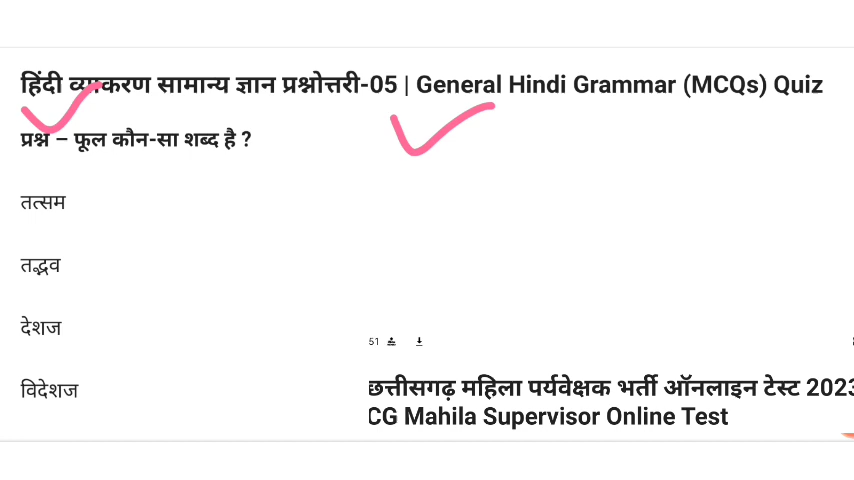 हिंदी व्याकरण सामान्य ज्ञान प्रश्नोत्तरी-05 | General Hindi Grammar (MCQs) Quiz
प्रश्न – फूल कौन-सा शब्द है ?
तत्सम
तद्भव
देशज
51
विदेशज
छत्तीसगढ़ महिला पर्यवेक्षक भर्ती ऑनलाइन टेस्ट 2023
CG Mahila Supervisor Online Test